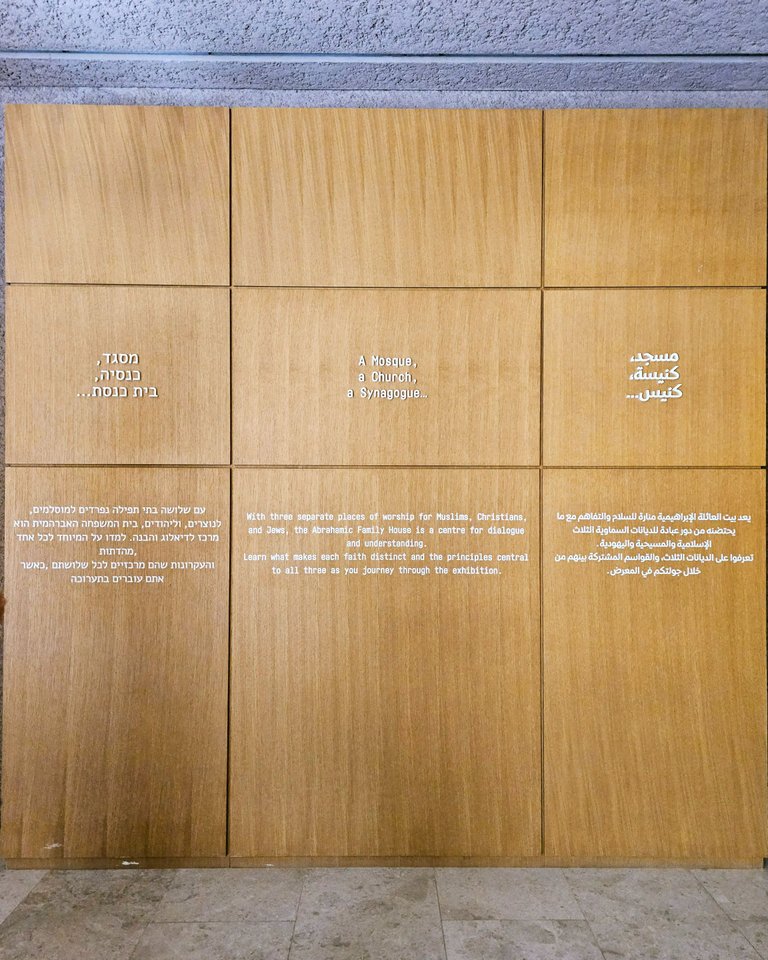 מסגד,
כנסיה,
בית כנסת...
עם שלושה בתי תפילה נפרדים למוסלמים,
לנוצרים, וליהודים, בית המשפחה האברהמית הוא
מרכז לדיאלוג והבנה. למדו על המיוחד לכל אחד
מהדתות,
והעקרונות שהם מרכזיים לכל שלושתם ,כאשר
אתם עוברים בתערוכה
A Mosque,
a Church,
a Synagogue…
With three separate places of worship for Muslims, Christians,
and Jews, the Abrahamic Family House is a centre for dialogue
and understanding.
Learn what makes each faith distinct and the principles central
to all three as you journey through the exhibition.
مسجد،
كنيسة،
كنيس...
يعد بيت العائلة الإبراهيمية منارة للسلام والتفاهم مع ما
يحتضنه من دور عبادة للديانات السماوية الثلاث
الإسلامية والمسيحية واليهودية.
تعرفوا على الديانات الثلاث، والقواسم المشتركة بينهم من
خلال جولتكم في المعرض.